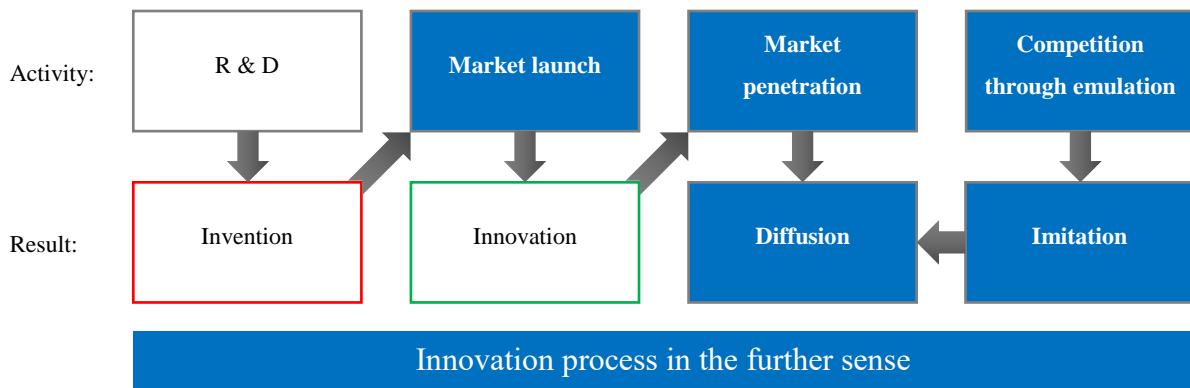 Activity:
R & D
Market launch
Market
penetration
Competition
through emulation
Result:
Invention
Innovation
Diffusion
Imitation
Innovation process in the further sense